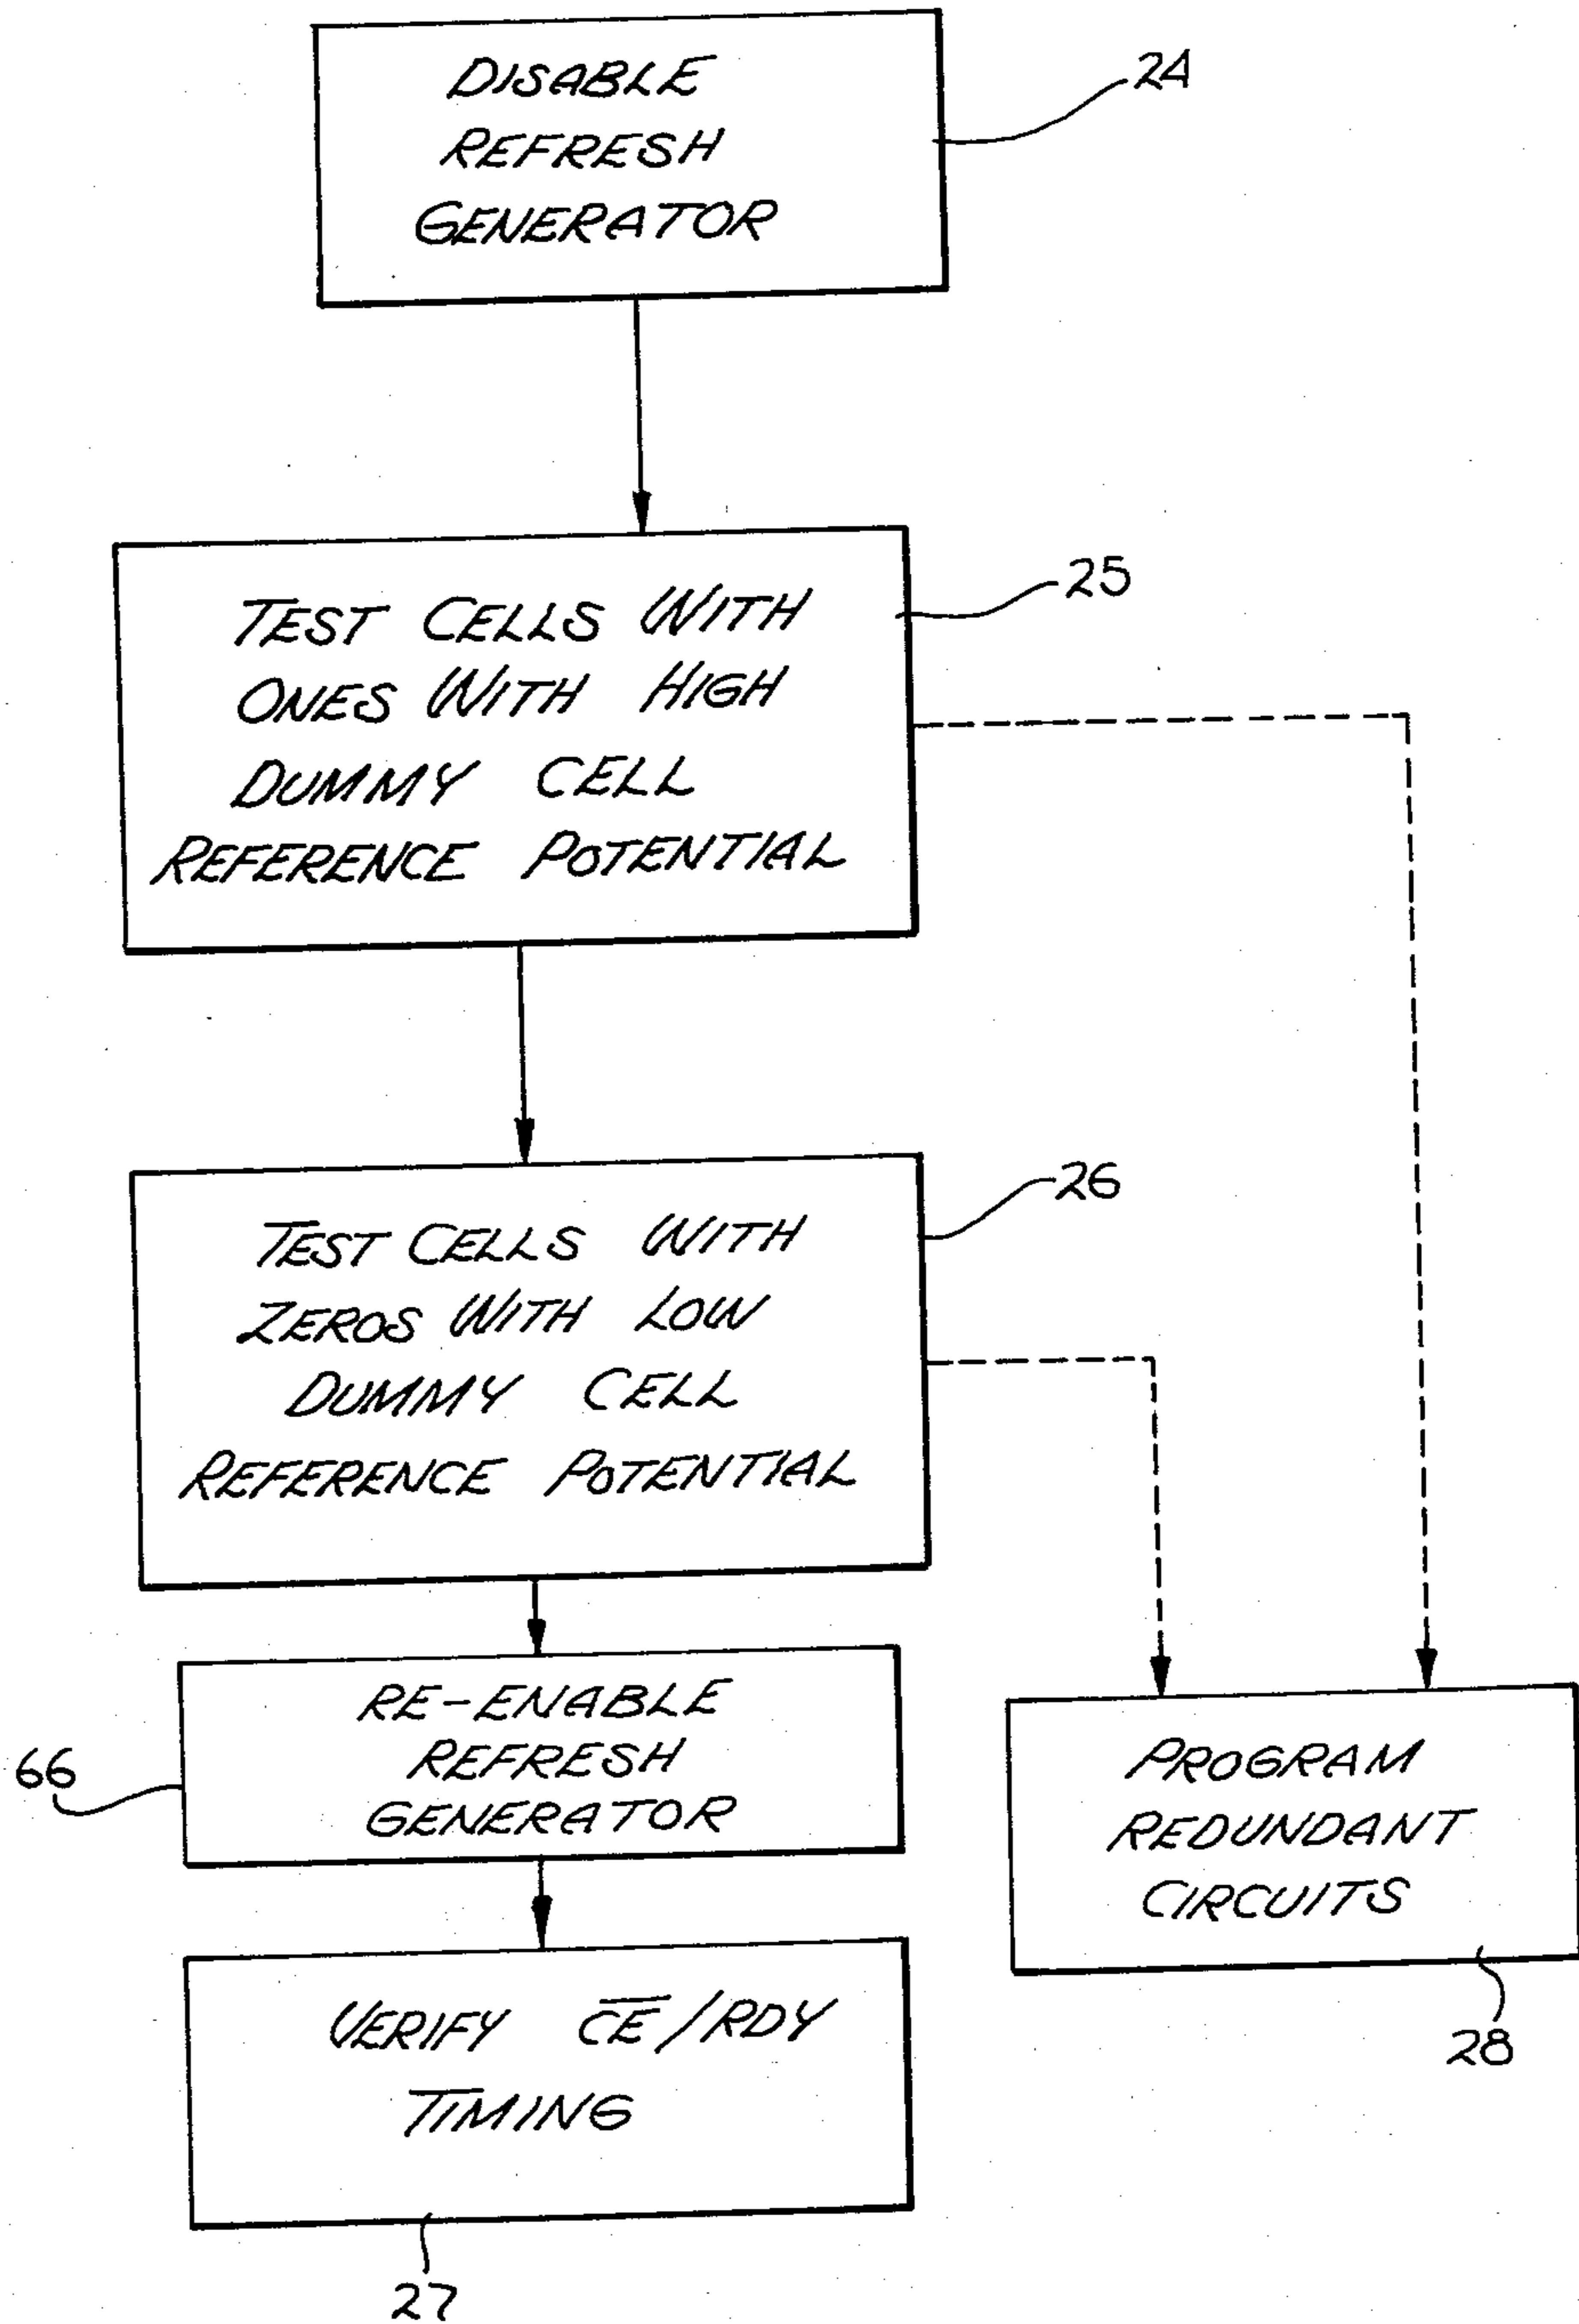 DISABLE
REFRESH
GENERATOR
24
TEST CELLS WITH
ONES WITH HIGH
DUMMY CELL
REFERENCE POTENTIAL
25
TEST CELLS WITH
ZEROS WITH LOW
DUMMY CELL
REFERENCE POTENTIAL
26
RE-ENABLE
REFRESH
GENERATOR
66
PROGRAM
REDUNDANT
CIRCUITS
28
VERIFY C̅E̅/RDY
TIMING
27